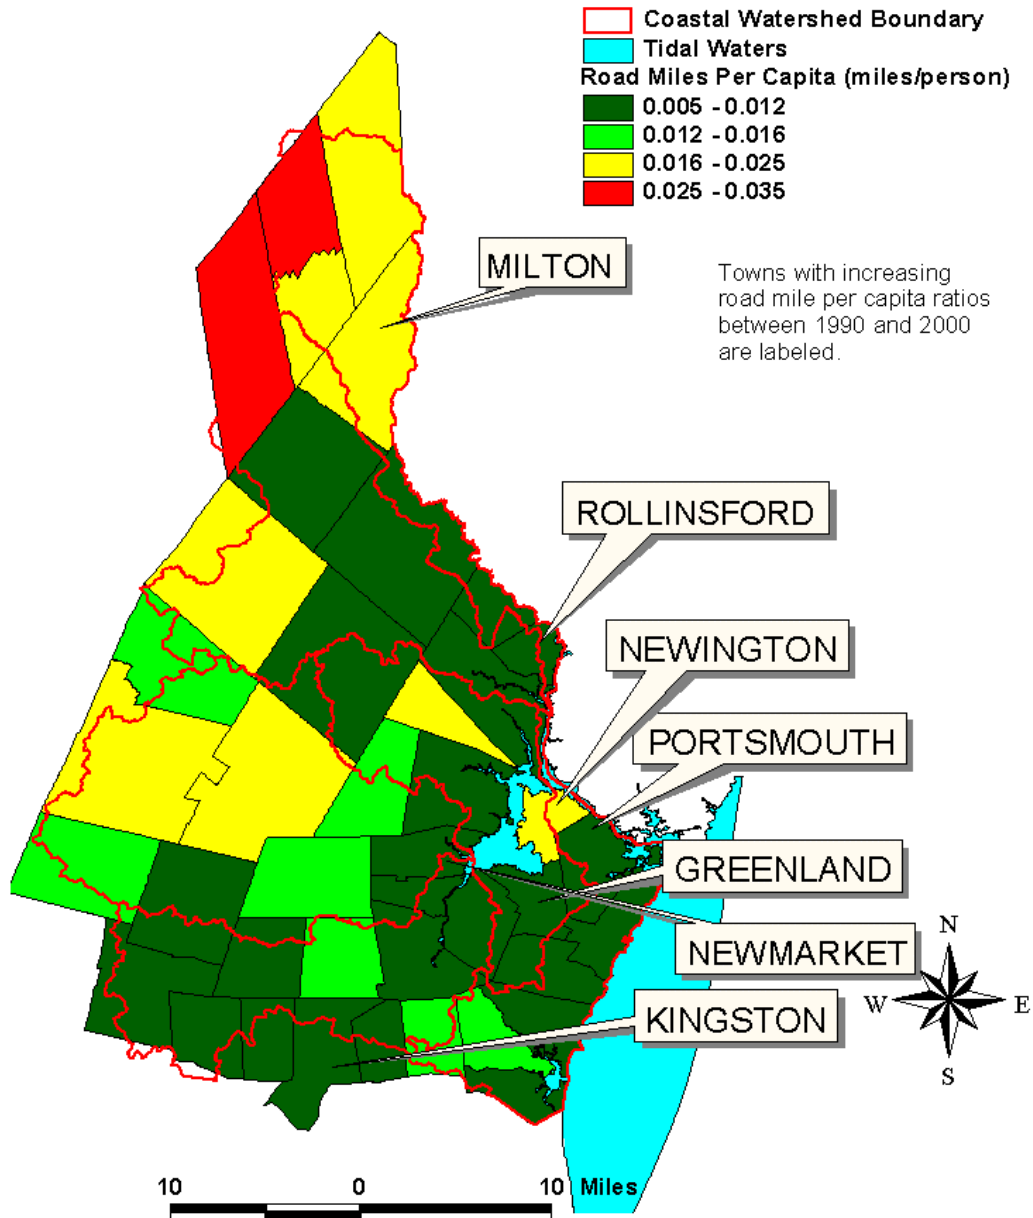 Coastal Watershed Boundary
Tidal Waters
Road Miles Per Capita (miles/person)
0.005 - 0.012
0.012 - 0.016
0.016 - 0.025
0.025 - 0.035
MILTON
Towns with increasing
road mile per capita ratios
between 1990 and 2000
are labeled.
ROLLINSFORD
NEWINGTON
PORTSMOUTH
GREENLAND
NEWMARKET
KINGSTON
N
W E
S
10 0 10 Miles